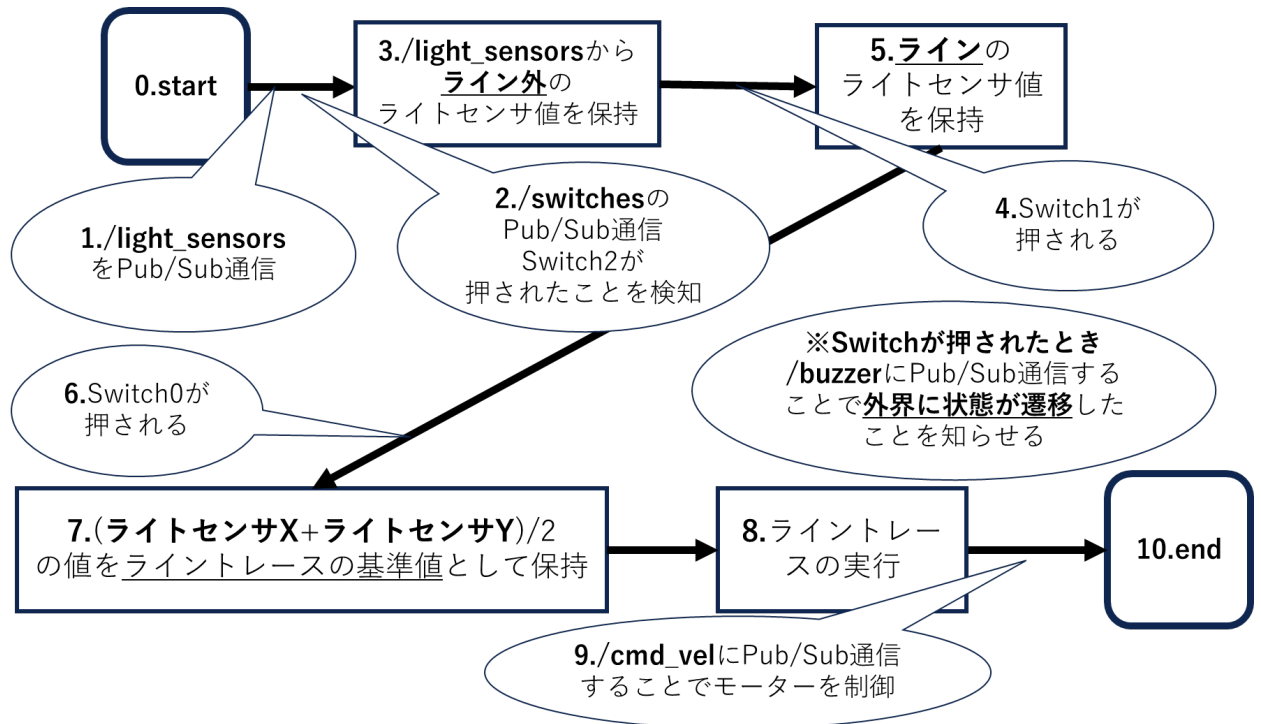 0.start
1./light_sensors
をPub/Sub通信
2./switchesの
Pub/Sub通信
Switch2が
押されたことを検知
3./light_sensorsから
ライン外の
ライトセンサ値を保持
4.Switch1が
押される
5.ラインの
ライトセンサ値
を保持
6.Switch0が
押される
※Switchが押されたとき
/buzzerにPub/Sub通信する
ことで外界に状態が遷移した
ことを知らせる
7.(ライトセンサX+ライトセンサY)/2
の値をライントレースの基準値として保持
8.ライントレー
スの実行
9./cmd_velにPub/Sub通信
することでモーターを制御
10.end